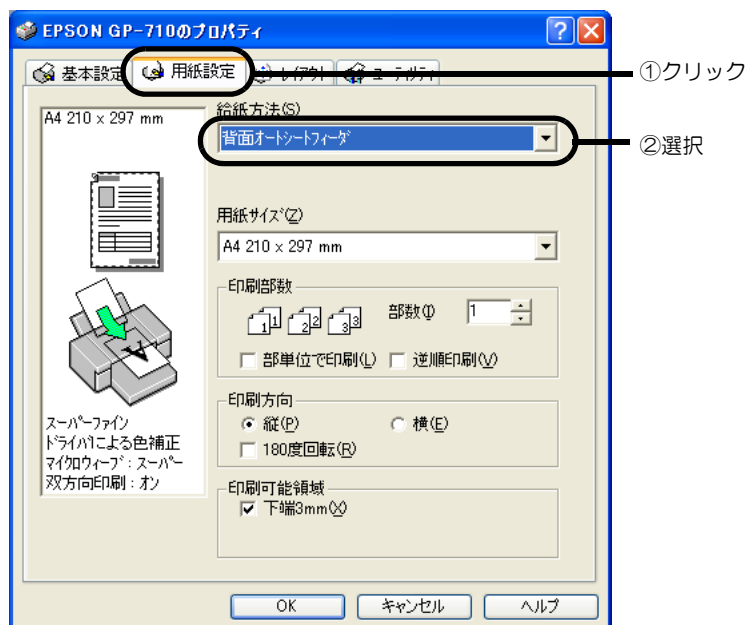 EPSON GP-710のプロパティ
基本設定
用紙設定
レイアウト
ユーティリティ
①クリック
A4 210 x 297 mm
給紙方法(S)
背面オートシートフィーダ
②選択
用紙サイズ(Z)
A4 210 x 297 mm
印刷部数
1 1 2 2 3 3
部数(I)
1
部単位で印刷(L)
逆順印刷(V)
印刷方向
縦(P)
横(E)
180度回転(R)
印刷可能領域
下端3mm(X)
スーパーファイン
ドライバによる色補正
マイクロウィーブ：スーパー
双方向印刷：オン
OK
キャンセル
ヘルプ